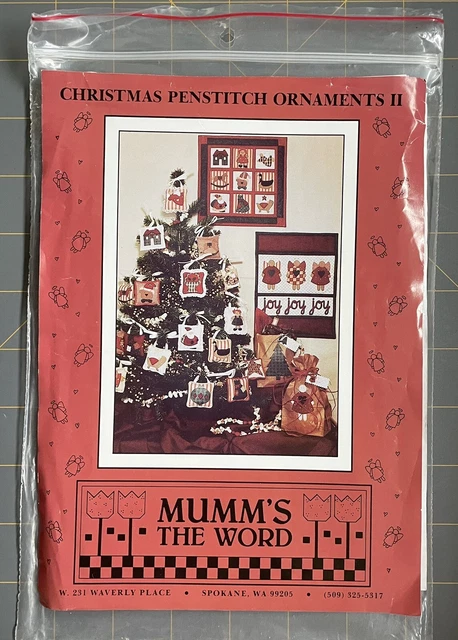 CHRISTMAS PENSTITCH ORNAMENTS II
joy joy joy
MUMM'S
THE WORD
W. 231 WAVERLY PLACE • SPOKANE, WA 99205 • (509) 325-5317